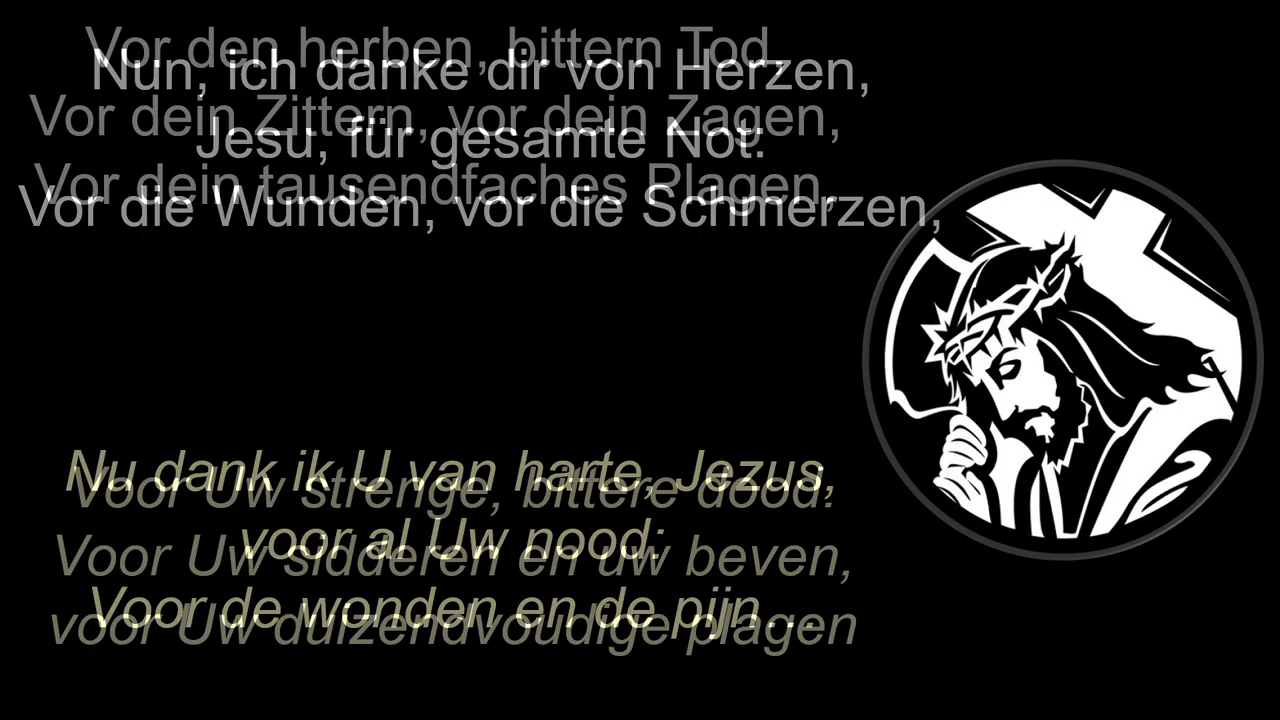 Vor den herben, bittern Tod,
Nun, ich danke dir von Herzen,
Vor dein Zittern, vor dein Zagen,
Jesu, für gesamte Not:
Vor dein tausendfaches Plagen,
Vor die Wunden, vor die Schmerzen,
Nu dank ik U van harte, Jezus,
Voor Uw strenge, bittere dood.
voor al Uw nood:
Voor Uw sidderen en uw beven,
Voor de wonden en de pijn...
voor Uw duizendvoudige plagen